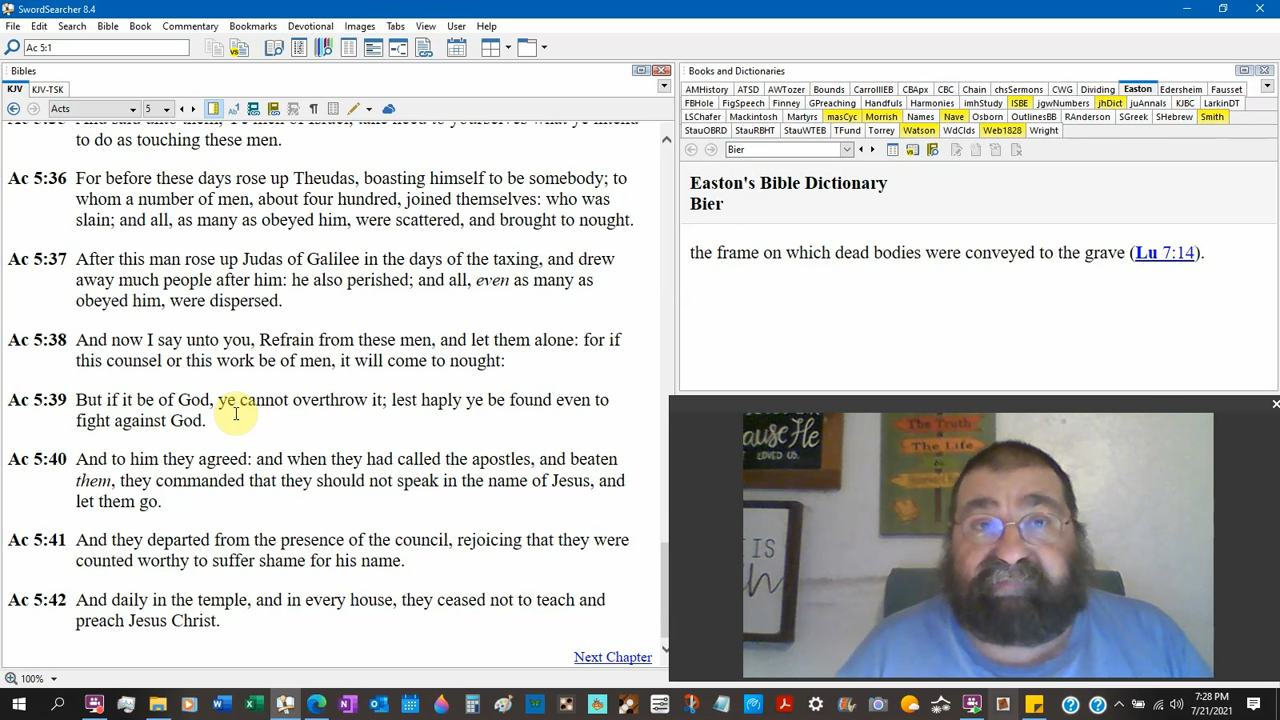 SwordSearcher 8.4
File Edit Search Bible Book Commentary Bookmarks Devotional Images Tabs View User Help
Ac 5:1
Bibles
KJV KJV-TSK
Acts 5
to do as touching these men.
Ac 5:36 For before these days rose up Theudas, boasting himself to be somebody; to
whom a number of men, about four hundred, joined themselves: who was
slain; and all, as many as obeyed him, were scattered, and brought to nought.
Ac 5:37 After this man rose up Judas of Galilee in the days of the taxing, and drew
away much people after him: he also perished; and all, even as many as
obeyed him, were dispersed.
Ac 5:38 And now I say unto you, Refrain from these men, and let them alone: for if
this counsel or this work be of men, it will come to nought:
Ac 5:39 But if it be of God, ye cannot overthrow it; lest haply ye be found even to
fight against God.
Ac 5:40 And to him they agreed: and when they had called the apostles, and beaten
them, they commanded that they should not speak in the name of Jesus, and
let them go.
Ac 5:41 And they departed from the presence of the council, rejoicing that they were
counted worthy to suffer shame for his name.
Ac 5:42 And daily in the temple, and in every house, they ceased not to teach and
preach Jesus Christ.
Next Chapter
100%
Books and Dictionaries
AMHistory ATSD AWTozer Bounds CarrollEB CBApx CBC Chain chsSermons CWG Dividing Easton Edersheim Fausset
FBHole FigSpeech Finney GPreaching Handfuls Harmonies imhStudy ISBE jgwNumbers jhDict juAnnals KJBC LarkinDT
LSChafer Mackintosh Martyrs masCyc Morrish Names Nave Osborn OutlinesBB RAnderson SGreek SHebrew Smith
StauOBRD StauRBHT StauWTEB TFund Torrey Watson WdClds Web1828 Wright
Bier
Easton's Bible Dictionary
Bier
the frame on which dead bodies were conveyed to the grave (Lu 7:14).
ause He
LOVED US.
The Truth
The Life
IS
7:28 PM
7/21/2021